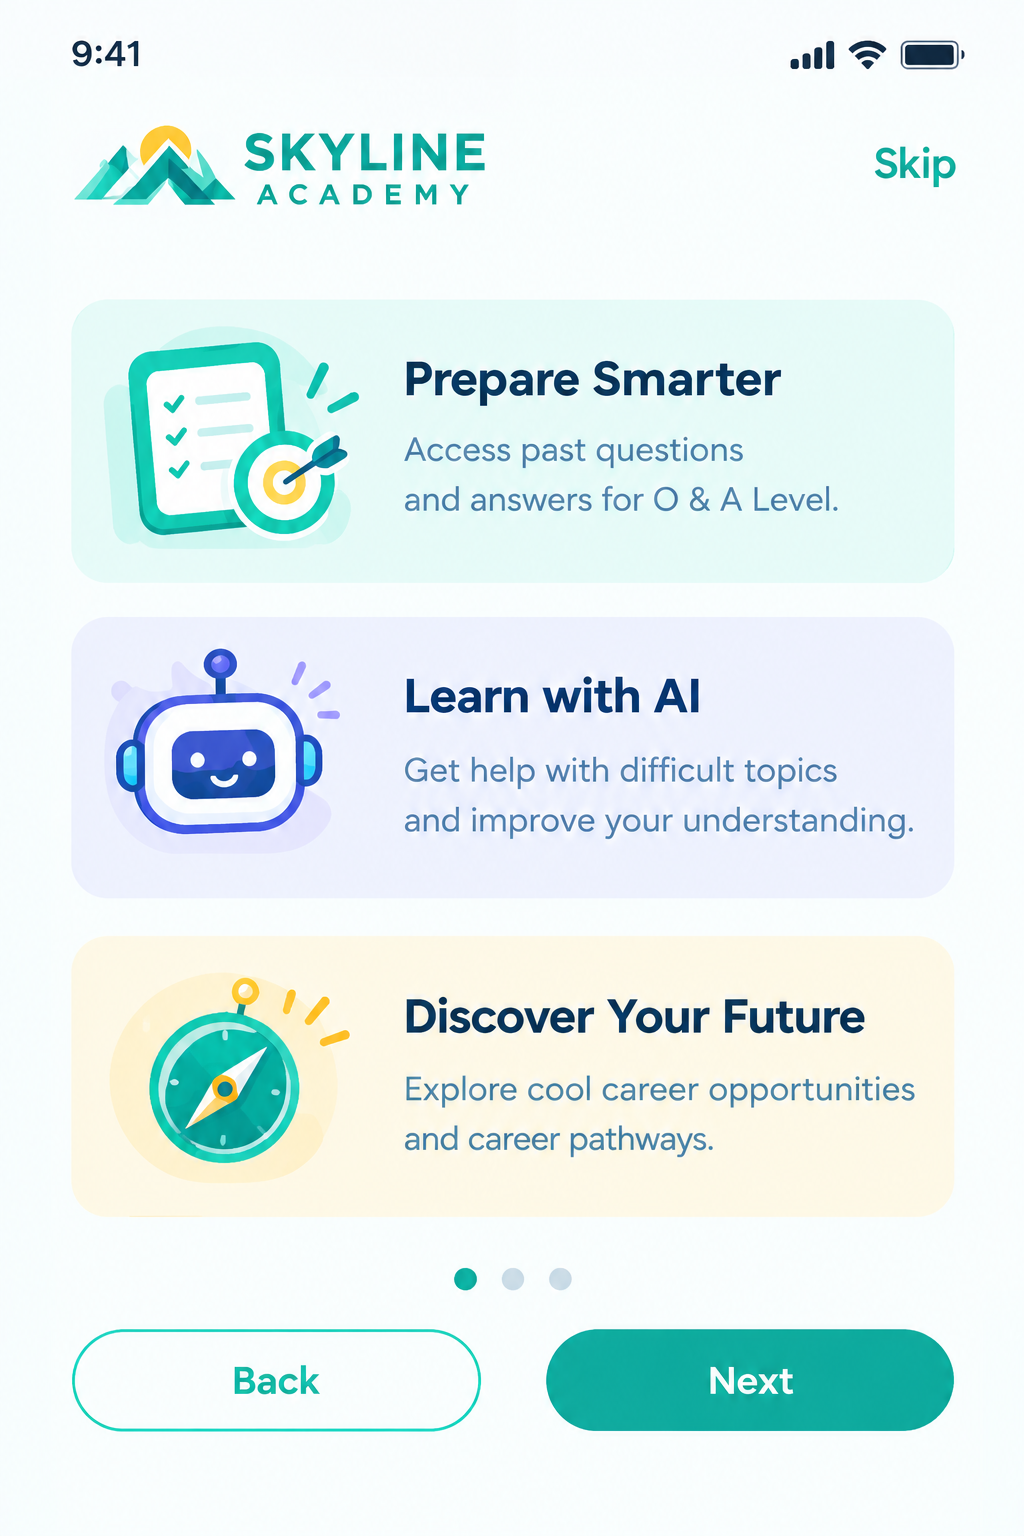 9:41
SKYLINE
ACADEMY
Skip
Prepare Smarter
Access past questions
and answers for O & A Level.
Learn with AI
Get help with difficult topics
and improve your understanding.
Discover Your Future
Explore cool career opportunities
and career pathways.
Back
Next